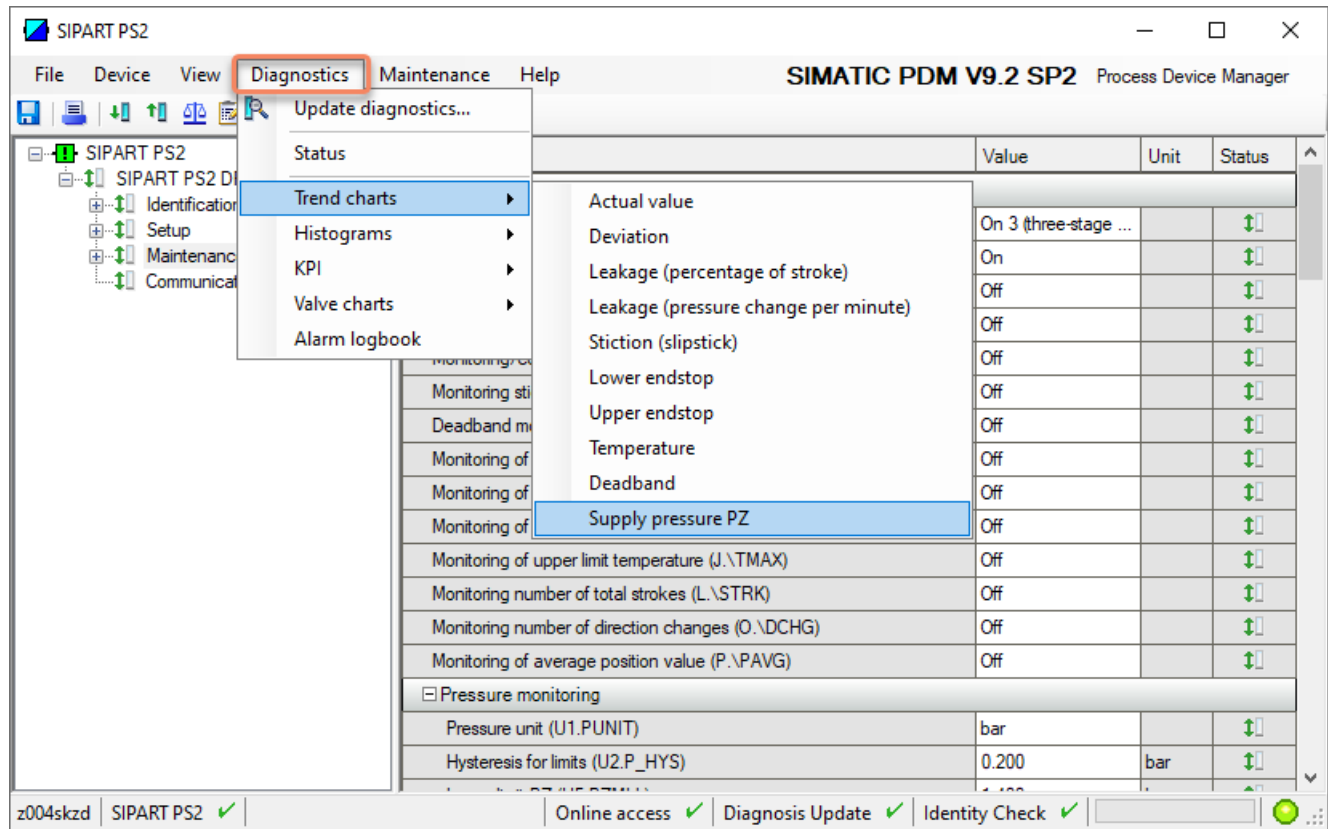 SIPART PS2
File Device View Diagnostics Maintenance Help SIMATIC PDM V9.2 SP2 Process Device Manager
Update diagnostics...
Status
Trend charts
Histograms
KPI
Valve charts
Alarm logbook
Actual value
Deviation
Leakage (percentage of stroke)
Leakage (pressure change per minute)
Stiction (slipstick)
Lower endstop
Upper endstop
Temperature
Deadband
Supply pressure PZ
SIPART PS2
SIPART PS2 D
Identification
Setup
Maintenanc
Communicat
Value Unit Status
On 3 (three-stage ...
On
Off
Off
Off
Monitoring sti Off
Deadband m Off
Monitoring of Off
Monitoring of Off
Monitoring of Off
Monitoring of upper limit temperature (J.\TMAX) Off
Monitoring number of total strokes (L.\STRK) Off
Monitoring number of direction changes (O.\DCHG) Off
Monitoring of average position value (P.\PAVG) Off
Pressure monitoring
Pressure unit (U1.PUNIT) bar
Hysteresis for limits (U2.P_HYS) 0.200 bar
z004skzd SIPART PS2 Online access Diagnosis Update Identity Check